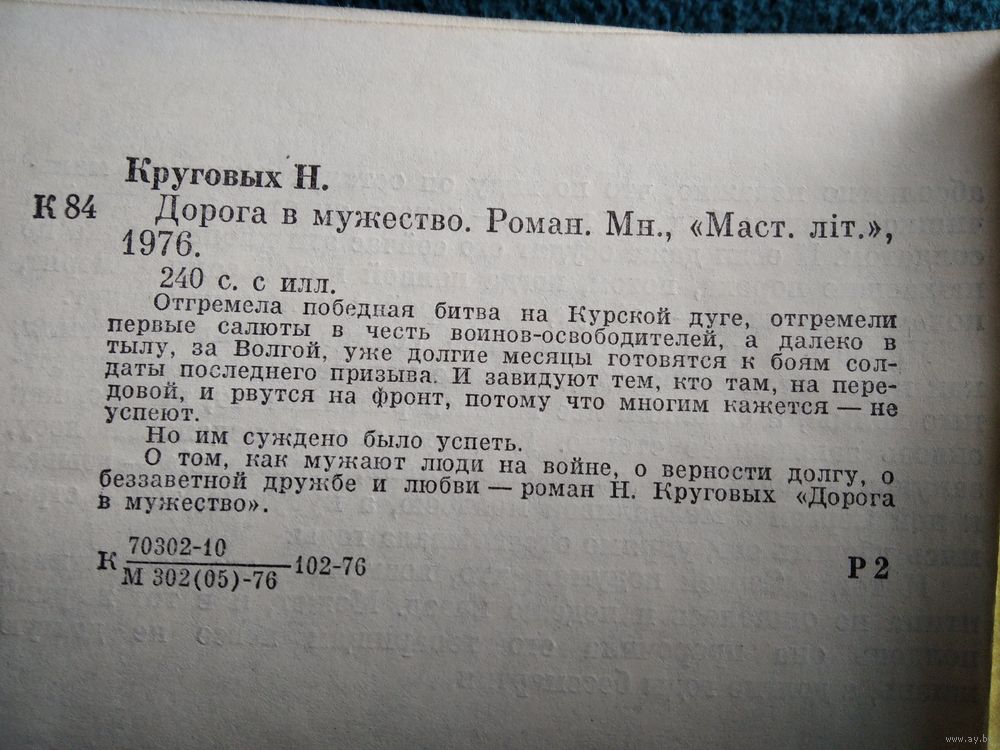 Круговых Н.
К 84 Дорога в мужество. Роман. Мн., «Маст. літ.»,
1976.
240 с. с илл.
Отгремела победная битва на Курской дуге, отгремели
первые салюты в честь воинов-освободителей, а далеко в
тылу, за Волгой, уже долгие месяцы готовятся к боям сол-
даты последнего призыва. И завидуют тем, кто там, на пере-
довой, и рвутся на фронт, потому что многим кажется — не
успеют.
Но им суждено было успеть.
О том, как мужают люди на войне, о верности долгу, о
беззаветной дружбе и любви — роман Н. Круговых «Дорога
в мужество».
К 70302-10
М 302(05)-76 102-76 Р 2
www.ay.by